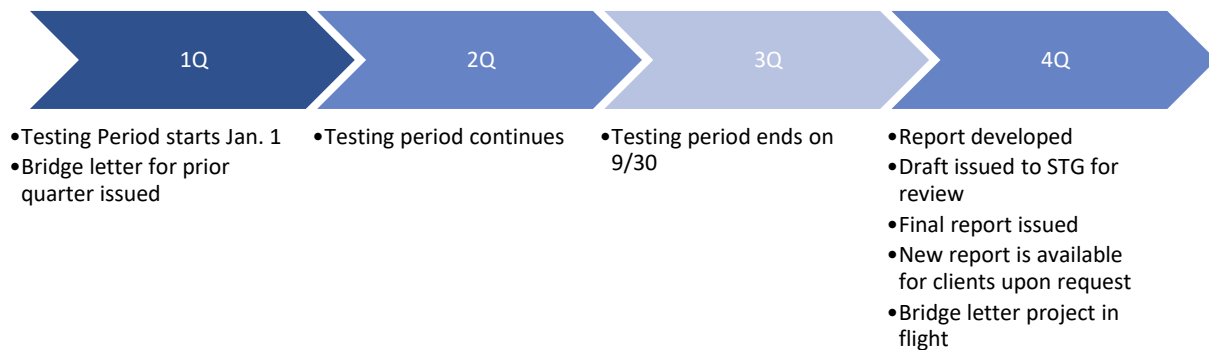 1Q
2Q
3Q
4Q
•Testing Period starts Jan. 1
•Bridge letter for prior
quarter issued
•Testing period continues
•Testing period ends on
9/30
•Report developed
•Draft issued to STG for
review
•Final report issued
•New report is available
for clients upon request
•Bridge letter project in
flight